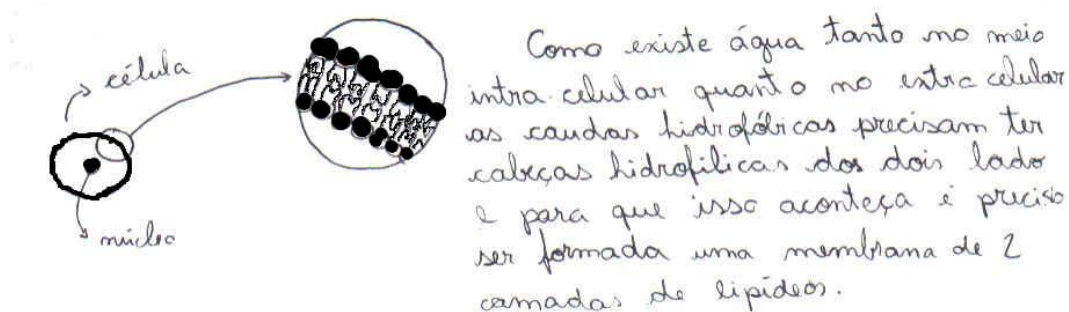 célula
núcleo
Como existe água tanto no meio
intra-celular quanto no extra celular
as caudas hidrofóbicas precisam ter
cabeças hidrofílicas dos dois lado
e para que isso aconteça é preciso
ser formada uma membrana de 2
camadas de lipídeos.